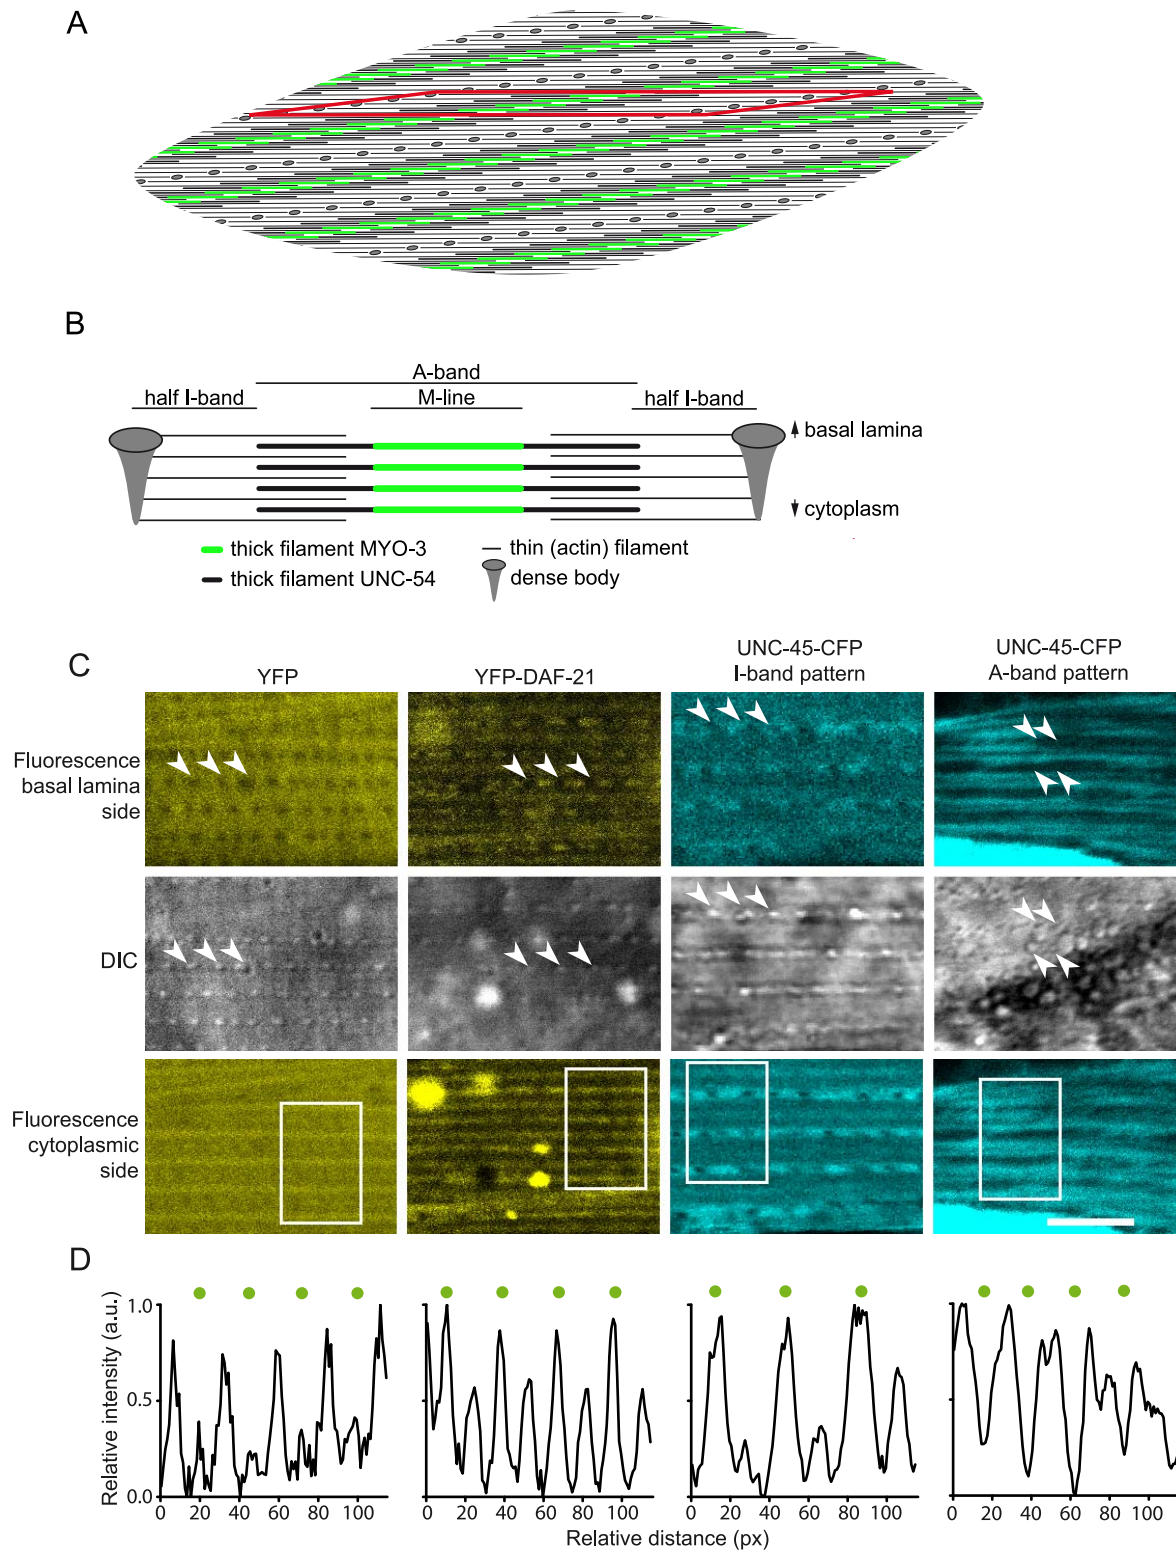 A
B
A-band
half I-band
M-line
half I-band
basal lamina
cytoplasm
thick filament MYO-3
thin (actin) filament
thick filament UNC-54
dense body
C
YFP
YFP-DAF-21
UNC-45-CFP
I-band pattern
UNC-45-CFP
A-band pattern
Fluorescence
basal lamina
side
DIC
Fluorescence
cytoplasmic
side
D
Relative intensity (a.u.)
1.0
0.5
0.0
0 20 40 60 80 100
0 20 40 60 80 100
0 20 40 60 80 100
0 20 40 60 80 100
Relative distance (px)